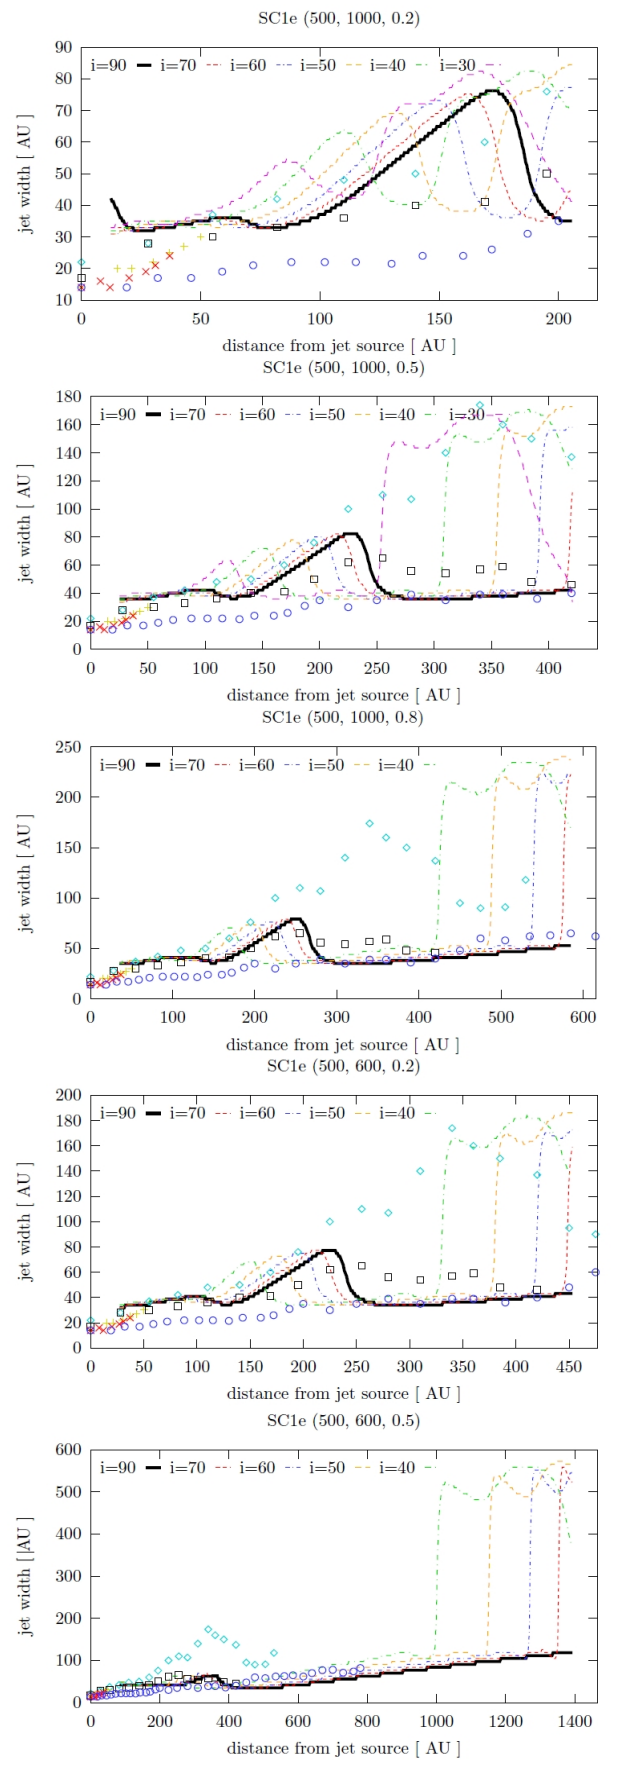 SC1e (500, 1000, 0.2)
90
80
70
60
50
40
30
20
10
i=90 i=70 i=60 i=50 i=40 i=30
jet width [ AU ]
0 50 100 150 200
distance from jet source [ AU ]
SC1e (500, 1000, 0.5)
180
160
140
120
100
80
60
40
20
0
i=90 i=70 i=60 i=50 i=40 i=30
jet width [ AU ]
0 50 100 150 200 250 300 350 400
distance from jet source [ AU ]
SC1e (500, 1000, 0.8)
250
200
150
100
50
0
i=90 i=70 i=60 i=50 i=40
jet width [ AU ]
0 100 200 300 400 500 600
distance from jet source [ AU ]
SC1e (500, 600, 0.2)
200
180
160
140
120
100
80
60
40
20
0
i=90 i=70 i=60 i=50 i=40
jet width [ AU ]
0 50 100 150 200 250 300 350 400 450
distance from jet source [ AU ]
SC1e (500, 600, 0.5)
600
500
400
300
200
100
0
i=90 i=70 i=60 i=50 i=40
jet width [ |AU ]
0 200 400 600 800 1000 1200 1400
distance from jet source [ AU ]